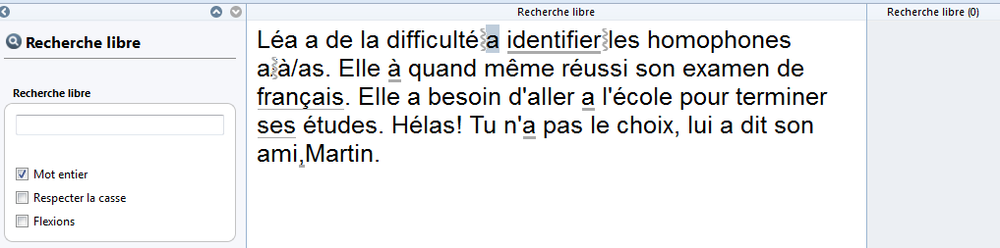 Recherche libre
Recherche libre (0)
Recherche libre
Recherche libre
Mot entier
Respecter la casse
Flexions
Léa a de la difficulté a identifier les homophones
a à/as. Elle à quand même réussi son examen de
français. Elle a besoin d'aller a l'école pour terminer
ses études. Hélas! Tu n'a pas le choix, lui a dit son
ami,Martin.